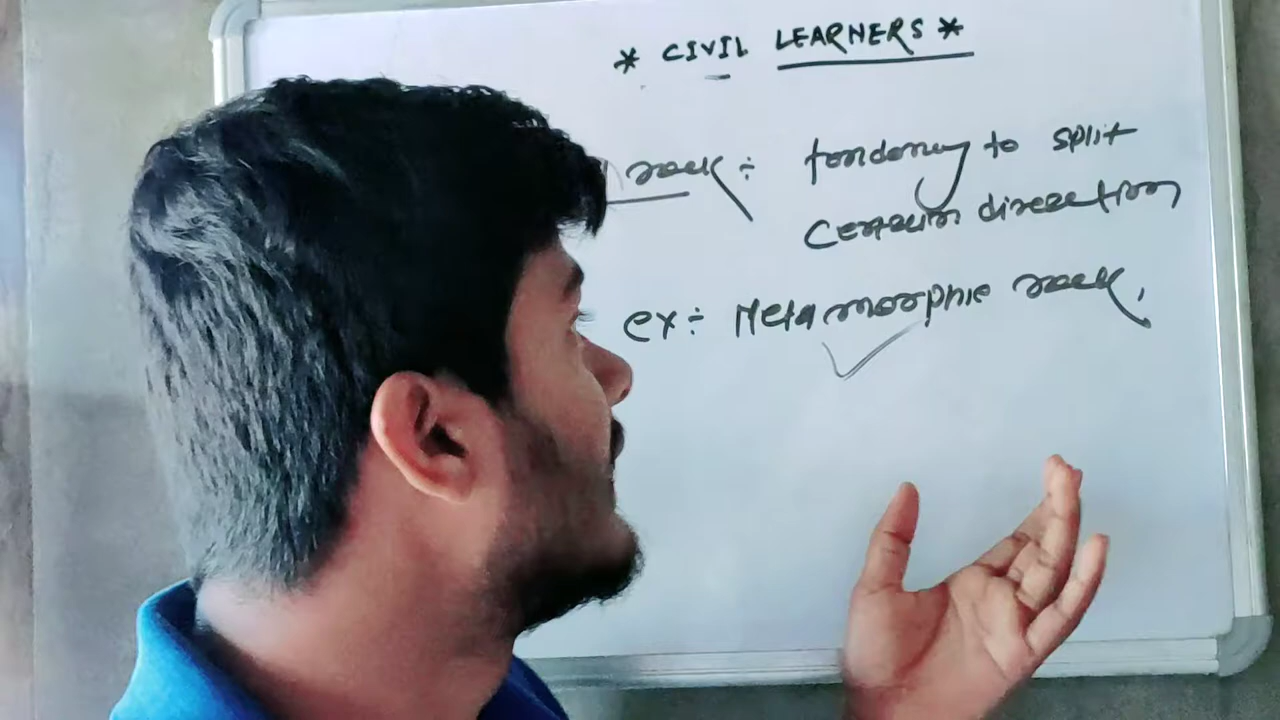 * CIVIL LEARNERS *
rock ÷ tendency to split
Certain direction
ex ÷ Metamorphic rock,